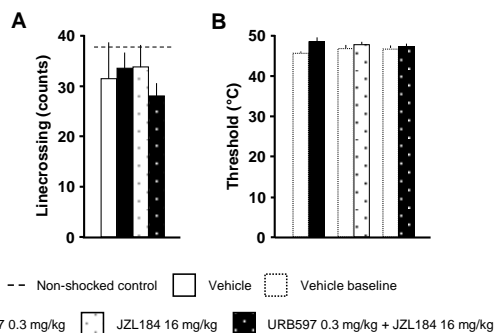 A
B
40
30
20
10
0
Linecrossing (counts)
50
40
30
20
10
0
Threshold (°C)
Non-shocked control Vehicle Vehicle baseline
7 0.3 mg/kg JZL184 16 mg/kg URB597 0.3 mg/kg + JZL184 16 mg/kg